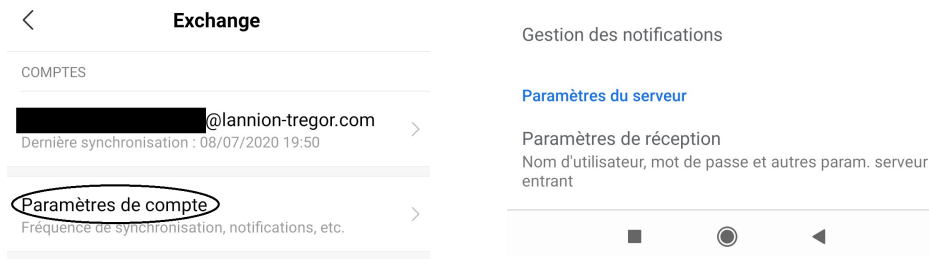 Exchange
COMPTES
@lannion-tregor.com
Dernière synchronisation : 08/07/2020 19:50
Paramètres de compte
Fréquence de synchronisation, notifications, etc.
Gestion des notifications
Paramètres du serveur
Paramètres de réception
Nom d'utilisateur, mot de passe et autres param. serveur
entrant